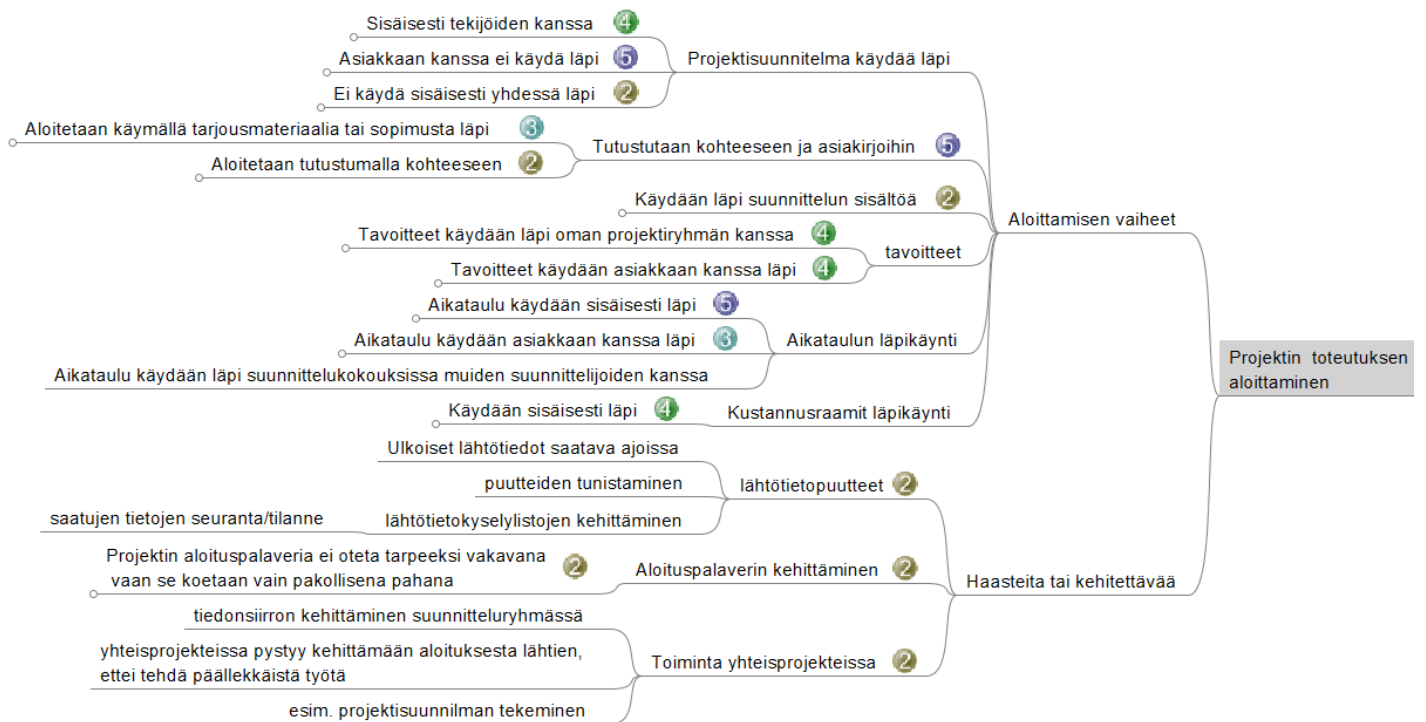 Sisäisesti tekijöiden kanssa 4
Asiakkaan kanssa ei käydä läpi 5
Ei käydä sisäisesti yhdessä läpi 2
Projektisuunnitelma käydää läpi
Aloitetaan käymällä tarjousmateriaalia tai sopimusta läpi 3
Aloitetaan tutustumalla kohteeseen 2
Tutustutaan kohteeseen ja asiakirjoihin 5
Käydään läpi suunnittelun sisältöä 2
Tavoitteet käydään läpi oman projektiryhmän kanssa 4
Tavoitteet käydään asiakkaan kanssa läpi 4
tavoitteet
Aikataulu käydään sisäisesti läpi 5
Aikataulu käydään asiakkaan kanssa läpi 3
Aikataulu käydään läpi suunnittelukokouksissa muiden suunnittelijoiden kanssa
Aikataulun läpikäynti
Käydään sisäisesti läpi 4
Kustannusraamit läpikäynti
Aloittamisen vaiheet
Projektin toteutuksen
aloittaminen
Ulkoiset lähtötiedot saatava ajoissa
puutteiden tunistaminen
saatujen tietojen seuranta/tilanne
lähtötietokyselylistojen kehittäminen
lähtötietopuutteet 2
Projektin aloituspalaveria ei oteta tarpeeksi vakavana
vaan se koetaan vain pakollisena pahana 2
Aloituspalaverin kehittäminen 2
tiedonsiirron kehittäminen suunnitteluryhmässä
yhteisprojekteissa pystyy kehittämään aloituksesta lähtien,
ettei tehdä päällekkäistä työtä
esim. projektisuunnilman tekeminen
Toiminta yhteisprojekteissa 2
Haasteita tai kehitettävää